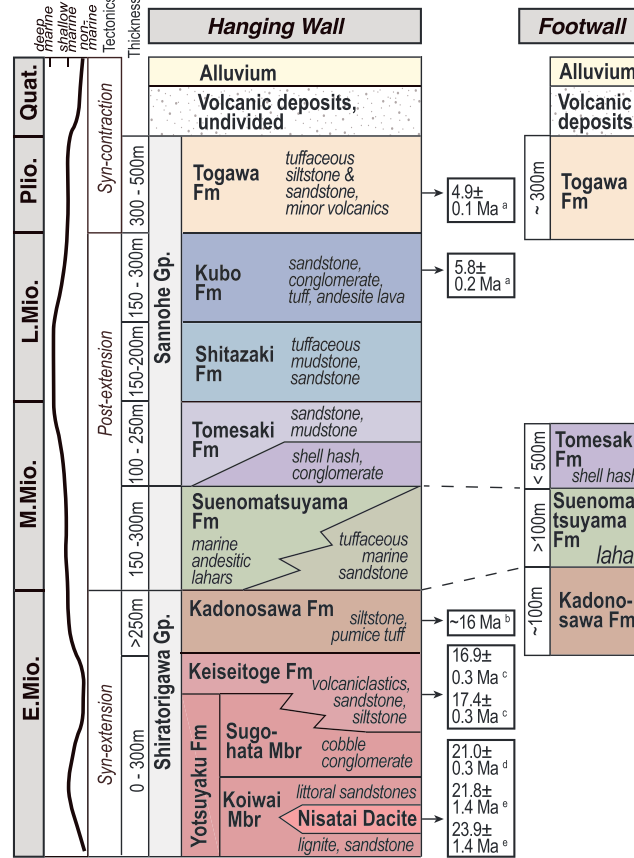 deep
marine
shallow
marine
non-
marine
Tectonics
Thickness
Hanging Wall
Footwall
Quat.
Plio.
L.Mio.
M.Mio.
E.Mio.
Syn-contraction
Post-extension
Syn-extension
300 - 500m
150 - 300m
150-200m
100 - 250m
150 -300m
>250m
0 - 300m
Sannohe Gp.
Shiratorigawa Gp.
Alluvium
Volcanic deposits,
undivided
Togawa
Fm
tuffaceous
siltstone &
sandstone,
minor volcanics
4.9±
0.1 Ma a
Kubo
Fm
sandstone,
conglomerate,
tuff, andesite lava
5.8±
0.2 Ma a
Shitazaki
Fm
tuffaceous
mudstone,
sandstone
Tomesaki
Fm
sandstone,
mudstone
shell hash,
conglomerate
Suenomatsuyama
Fm
marine
andesitic
lahars
tuffaceous
marine
sandstone
Kadonosawa Fm
siltstone,
pumice tuff
~16 Ma b
Keiseitoge Fm
volcaniclastics,
sandstone,
siltstone
16.9±
0.3 Ma c
17.4±
0.3 Ma c
Yotsuyaku Fm
Sugo-
hata Mbr
cobble
conglomerate
Koiwai
Mbr
littoral sandstones
Nisatai Dacite
lignite, sandstone
21.0±
0.3 Ma d
21.8±
1.4 Ma e
23.9±
1.4 Ma e
Alluvium
Volcanic
deposits
~ 300m
Togawa
Fm
< 500m
Tomesak
Fm
shell hash
>100m
Suenoma
tsuyama
Fm
laha
~100m
Kadono-
sawa Fm